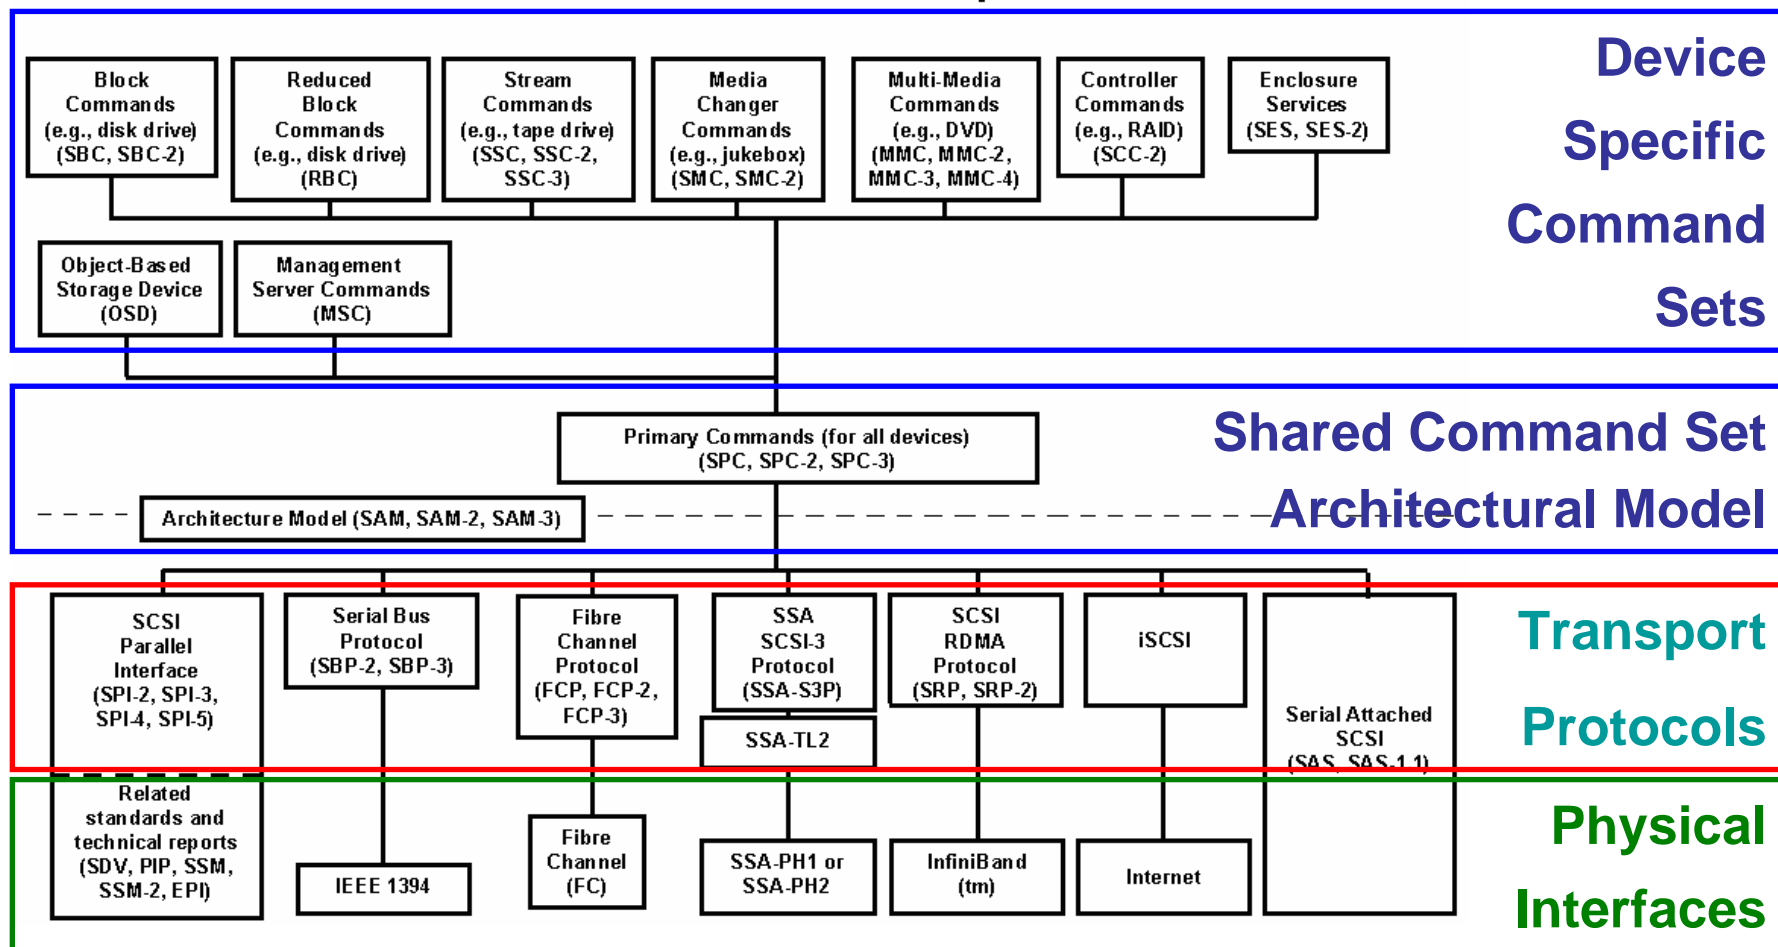 Block
Commands
(e.g., disk drive)
(SBC, SBC-2)
Reduced
Block
Commands
(e.g., disk drive)
(RBC)
Stream
Commands
(e.g., tape drive)
(SSC, SSC-2,
SSC-3)
Media
Changer
Commands
(e.g., jukebox)
(SMC, SMC-2)
Multi-Media
Commands
(e.g., DVD)
(MMC, MMC-2,
MMC-3, MMC-4)
Controller
Commands
(e.g., RAID)
(SCC-2)
Enclosure
Services
(SES, SES-2)
Device
Specific
Command
Sets
Object-Based
Storage Device
(OSD)
Management
Server Commands
(MSC)
Primary Commands (for all devices)
(SPC, SPC-2, SPC-3)
Shared Command Set
Architecture Model (SAM, SAM-2, SAM-3)
Architectural Model
SCSI
Parallel
Interface
(SPI-2, SPI-3,
SPI-4, SPI-5)
Serial Bus
Protocol
(SBP-2, SBP-3)
Fibre
Channel
Protocol
(FCP, FCP-2,
FCP-3)
SSA
SCSI-3
Protocol
(SSA-S3P)
SSA-TL2
SCSI
RDMA
Protocol
(SRP, SRP-2)
iSCSI
Serial Attached
SCSI
(SAS, SAS-1.1)
Transport
Protocols
Related
standards and
technical reports
(SDV, PIP, SSM,
SSM-2, EPI)
IEEE 1394
Fibre
Channel
(FC)
SSA-PH1 or
SSA-PH2
InfiniBand
(tm)
Internet
Physical
Interfaces